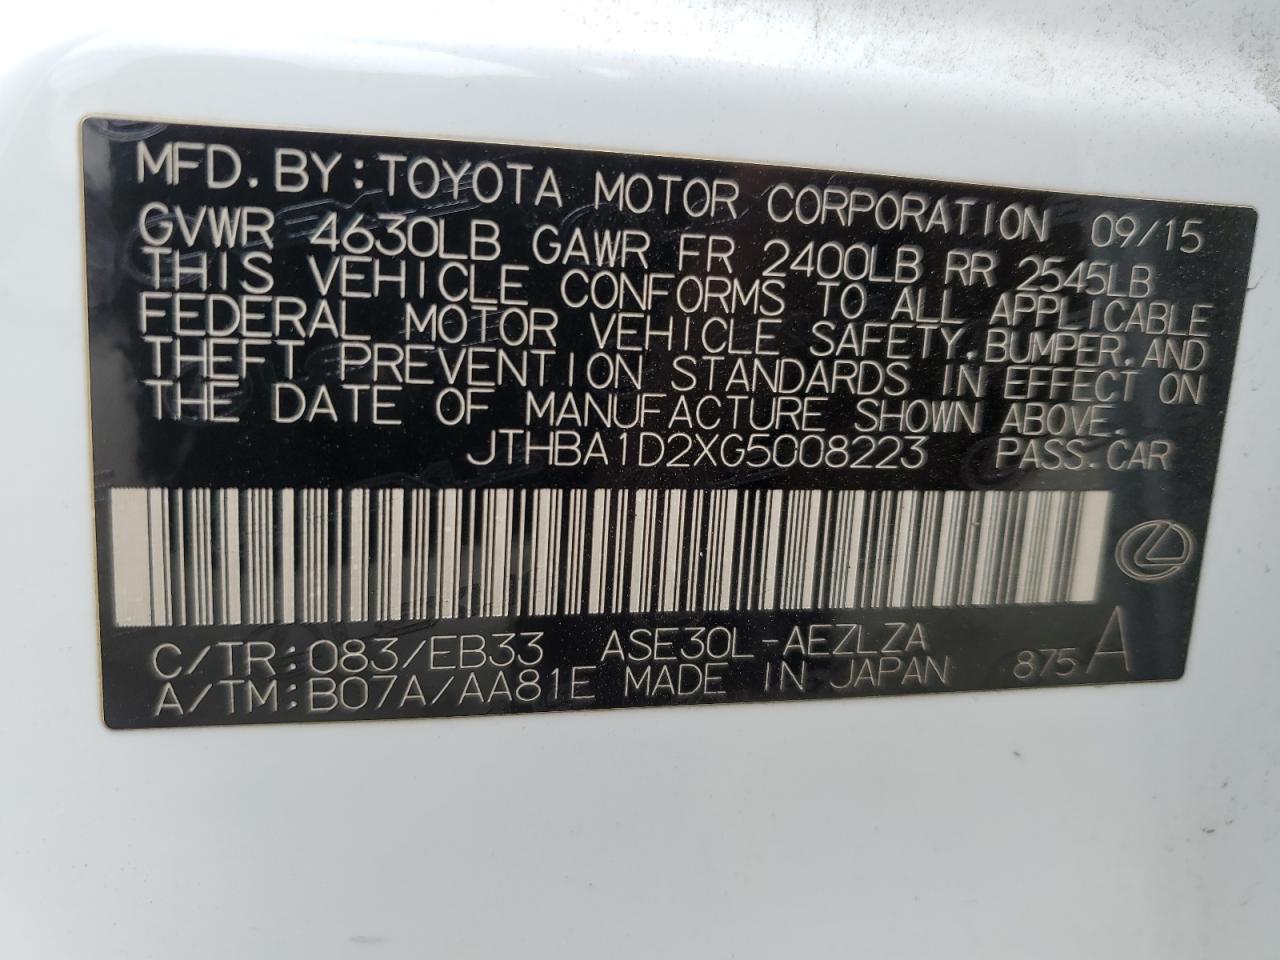 MFD. BY: TOYOTA MOTOR CORPORATION 09/15
GVWR 4630LB GAWR FR 2400LB RR 2545LB
THIS VEHICLE CONFORMS TO ALL APPLICABLE
FEDERAL MOTOR VEHICLE SAFETY, BUMPER, AND
THEFT PREVENTION STANDARDS IN EFFECT ON
THE DATE OF MANUFACTURE SHOWN ABOVE.
JTHBA1D2XG5008223 PASS. CAR
C/TR: 083/EB33 ASE30L-AEZLZA
A/TM: B07A/AA81E MADE IN JAPAN 875 A